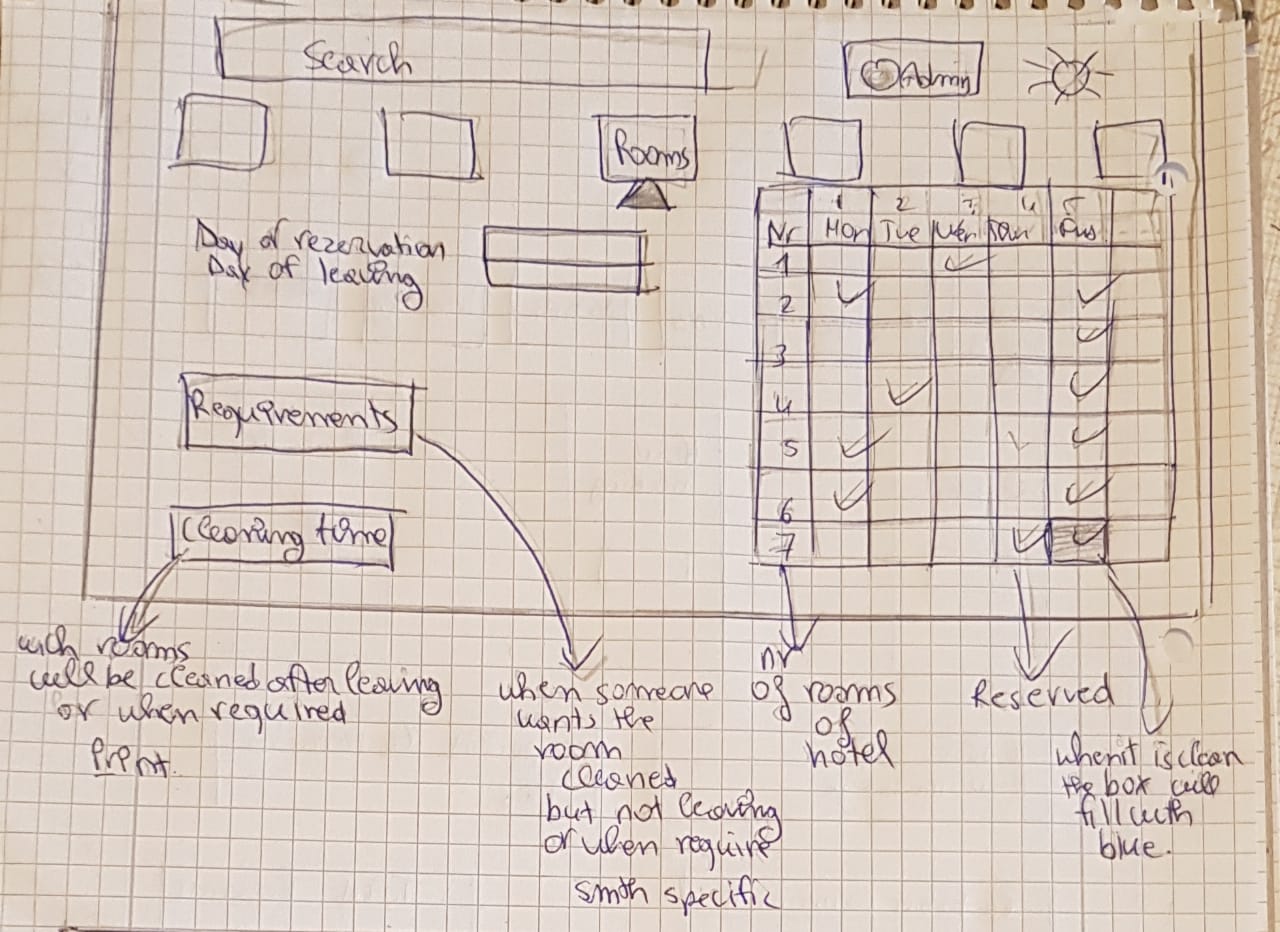 Search
Admin
Rooms
Day of rezervation
Day of leaving
1 2 3 4 5
Nr Mon Tue Wen
1
2
3
4
5
6
7
Requirements
Cleaning time
wich rooms
will be cleaned after leaving
or when required
Print.
when someone
wants the
room
cleaned
but not leaving
or when require
smth specific
nr
of rooms
of
hotel
Reserved
when it is clean
the box will
fill with
blue.